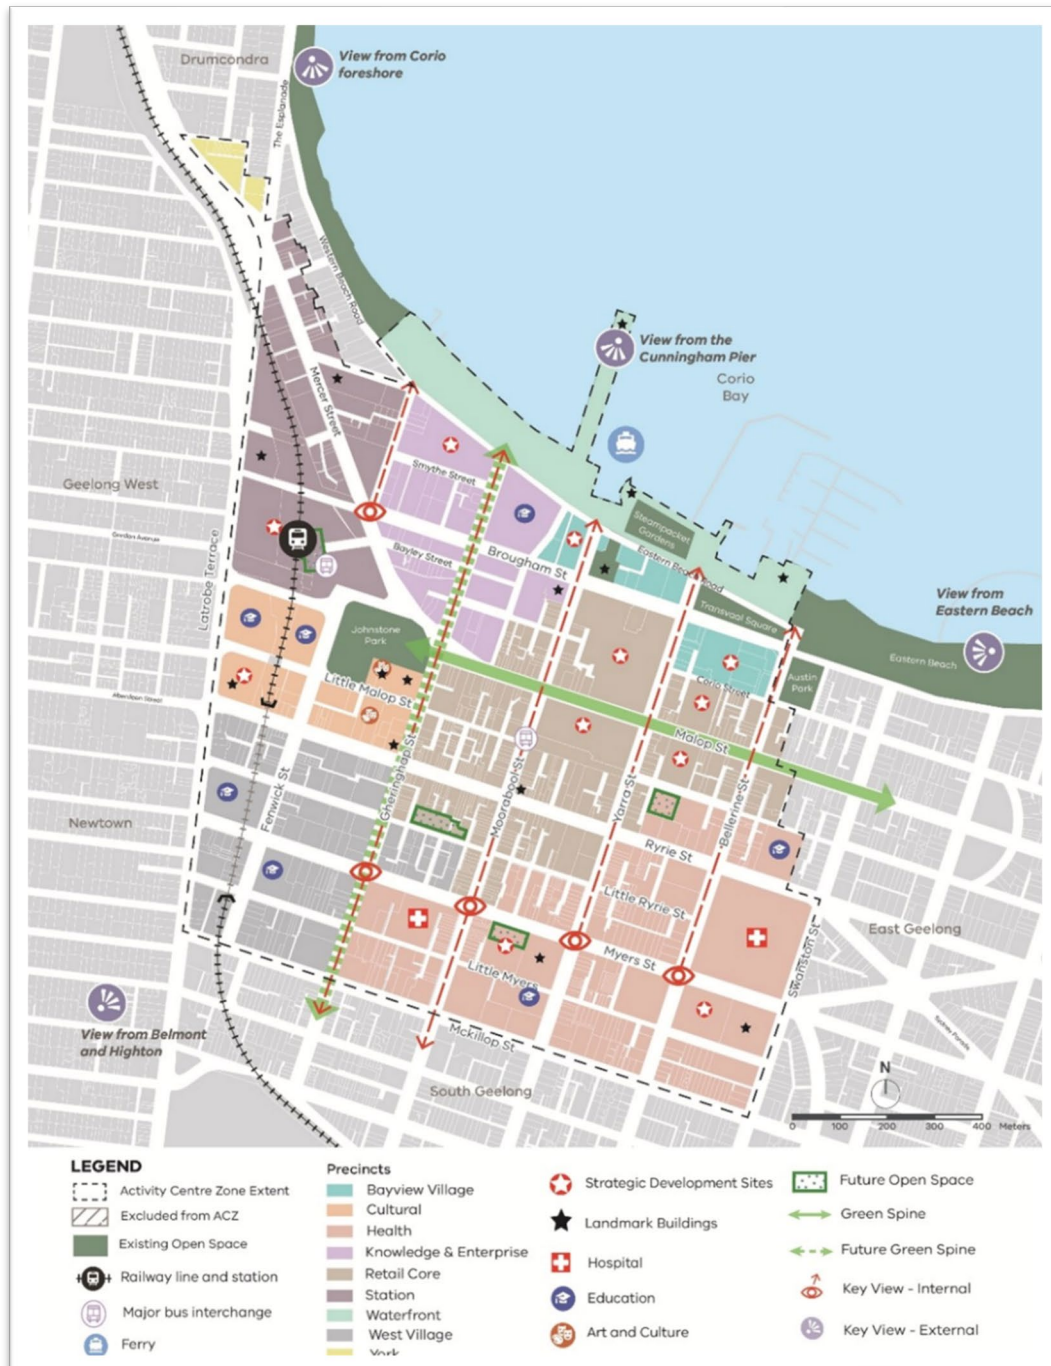 Drumcondra
View from Corio
foreshore
The Esplanade
Western Beach Road
View from the
Cunningham Pier
Corio
Bay
Mercer Street
Smythe Street
Geelong West
Steampacket
Gardens
Gordon Avenue
Bayley Street
Brougham St
Eastern Beach Road
Latrobe Terrace
Transvaal Square
View from
Eastern Beach
Johnstone
Park
Eastern Beach
Austin
Park
Corio Street
Little Malop St
Aberdeen Street
Malop St
Gheringhap St
Moorabool St
Yarra St
Bellerine St
Fenwick St
Newtown
Ryrie St
Little Ryrie St
East Geelong
Myers St
Swanston St
Little Myers
View from Belmont
and Highton
Mckillop St
Sydney Parade
South Geelong
N
0 100 200 300 400 Meters
LEGEND
Activity Centre Zone Extent
Excluded from ACZ
Existing Open Space
Railway line and station
Major bus interchange
Ferry
Precincts
Bayview Village
Cultural
Health
Knowledge & Enterprise
Retail Core
Station
Waterfront
West Village
York
Strategic Development Sites
Landmark Buildings
Hospital
Education
Art and Culture
Future Open Space
Green Spine
Future Green Spine
Key View - Internal
Key View - External